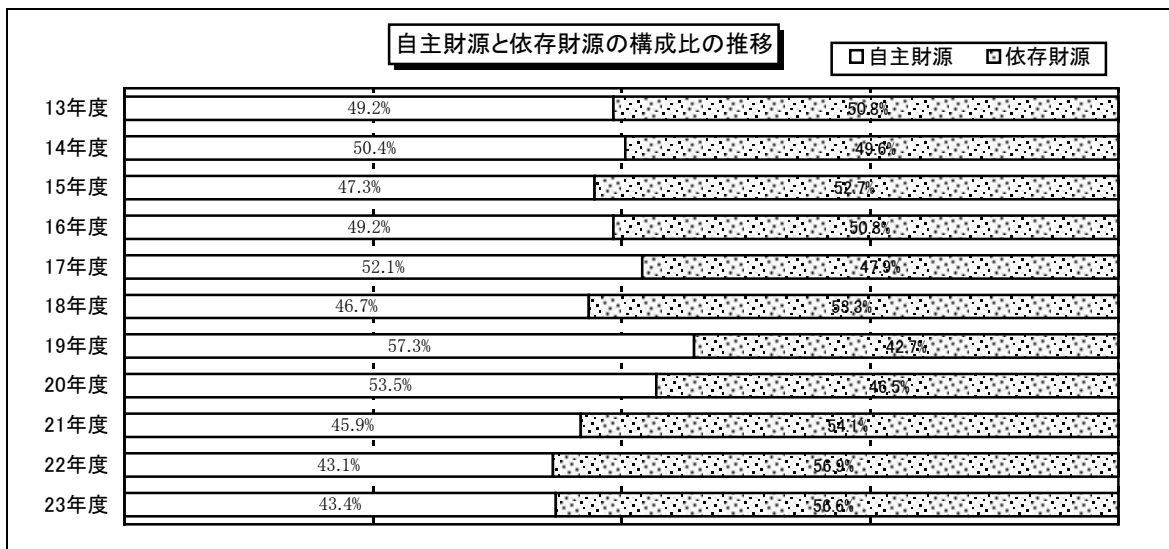 自主財源と依存財源の構成比の推移
自主財源 依存財源
13年度 49.2% 50.8%
14年度 50.4% 49.6%
15年度 47.3% 52.7%
16年度 49.2% 50.8%
17年度 52.1% 47.9%
18年度 46.7% 53.3%
19年度 57.3% 42.7%
20年度 53.5% 46.5%
21年度 45.9% 54.1%
22年度 43.1% 56.9%
23年度 43.4% 56.6%